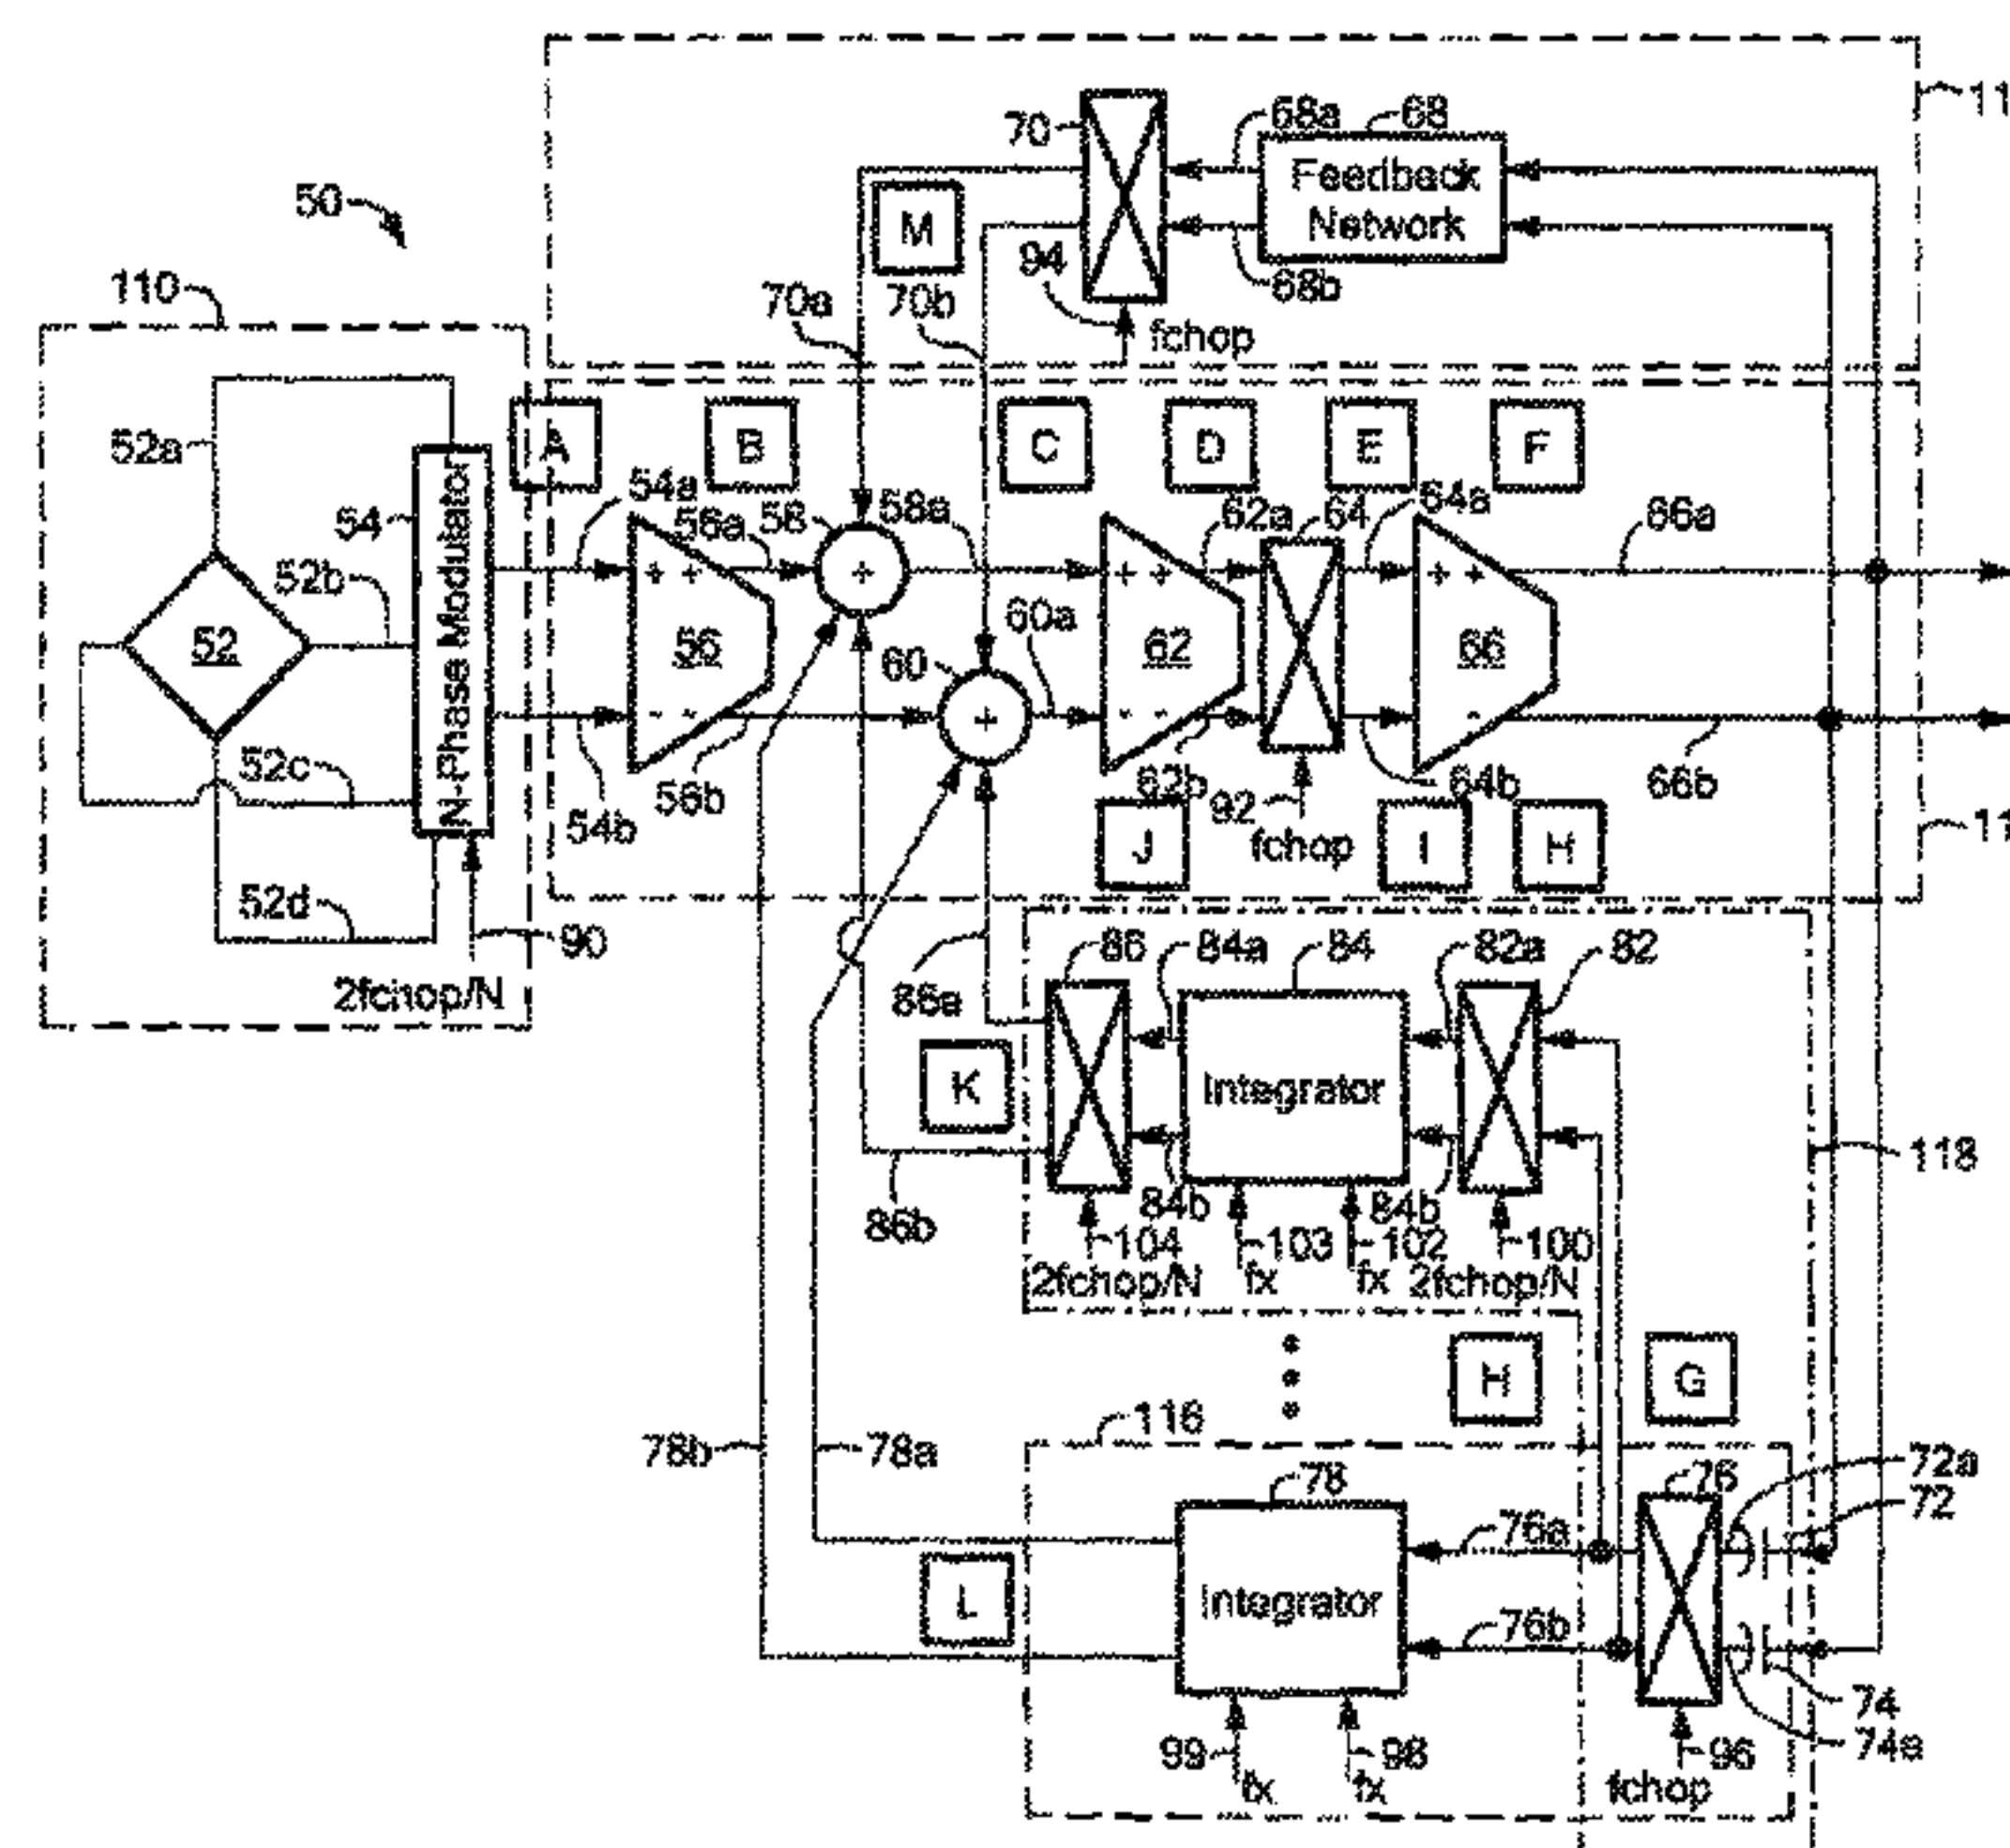 11
70
68a
68
Feedback
Network
50
M
94
68b
110
70a
70b
fchop
A
B
C
D
E
F
52a
54
54a
56a
58
58a
62a
64
64a
66a
52b
N-Phase Modulator
+ +
+
+ +
+ +
52
56
60
60a
62
66
- -
+
- -
-
52c
54b
56b
62b
92
64b
66b
J
fchop
I
H
11
52d
90
2fchop/N
86
84a
84
82a
82
86a
K
Integrator
118
86b
84b
84b
104
103
102
100
2fchop/N
fx
fx
2fchop/N
H
G
116
78b
78a
78
76
72a
72
76a
L
Integrator
76b
74
99
98
96
74a
fx
fx
fchop